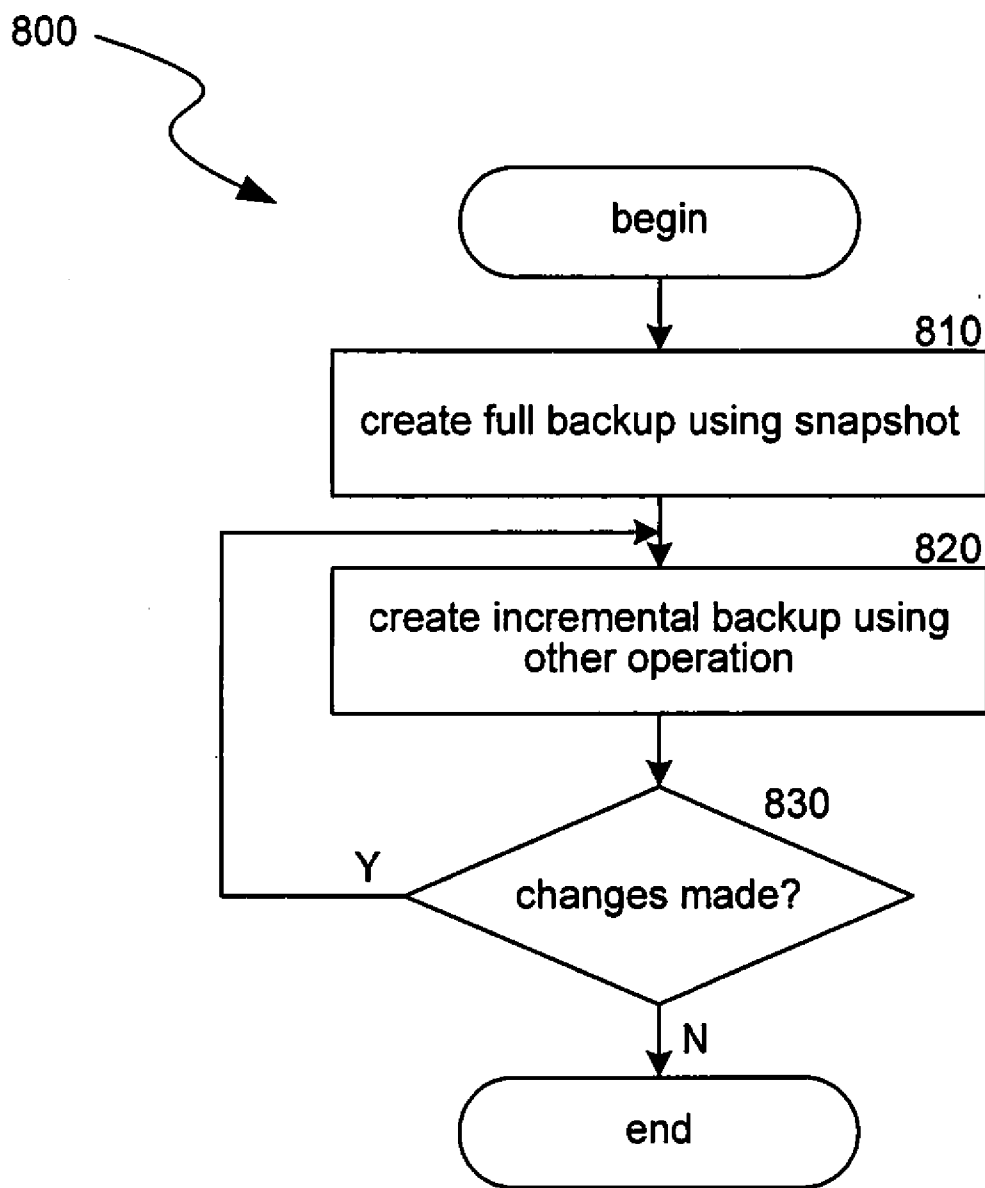 800
begin
810
create full backup using snapshot
820
create incremental backup using
other operation
830
changes made?
Y
N
end